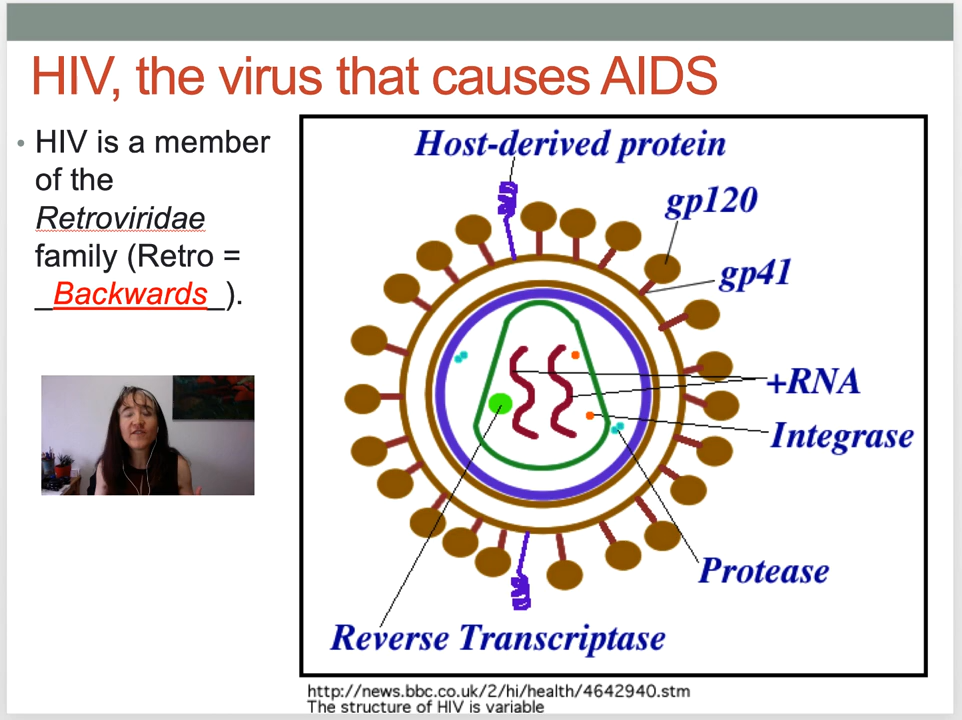 HIV, the virus that causes AIDS
• HIV is a member
of the
Retroviridae
family (Retro =
_Backwards_).
Host-derived protein
gp120
gp41
+RNA
Integrase
Protease
Reverse Transcriptase
http://news.bbc.co.uk/2/hi/health/4642940.stm
The structure of HIV is variable